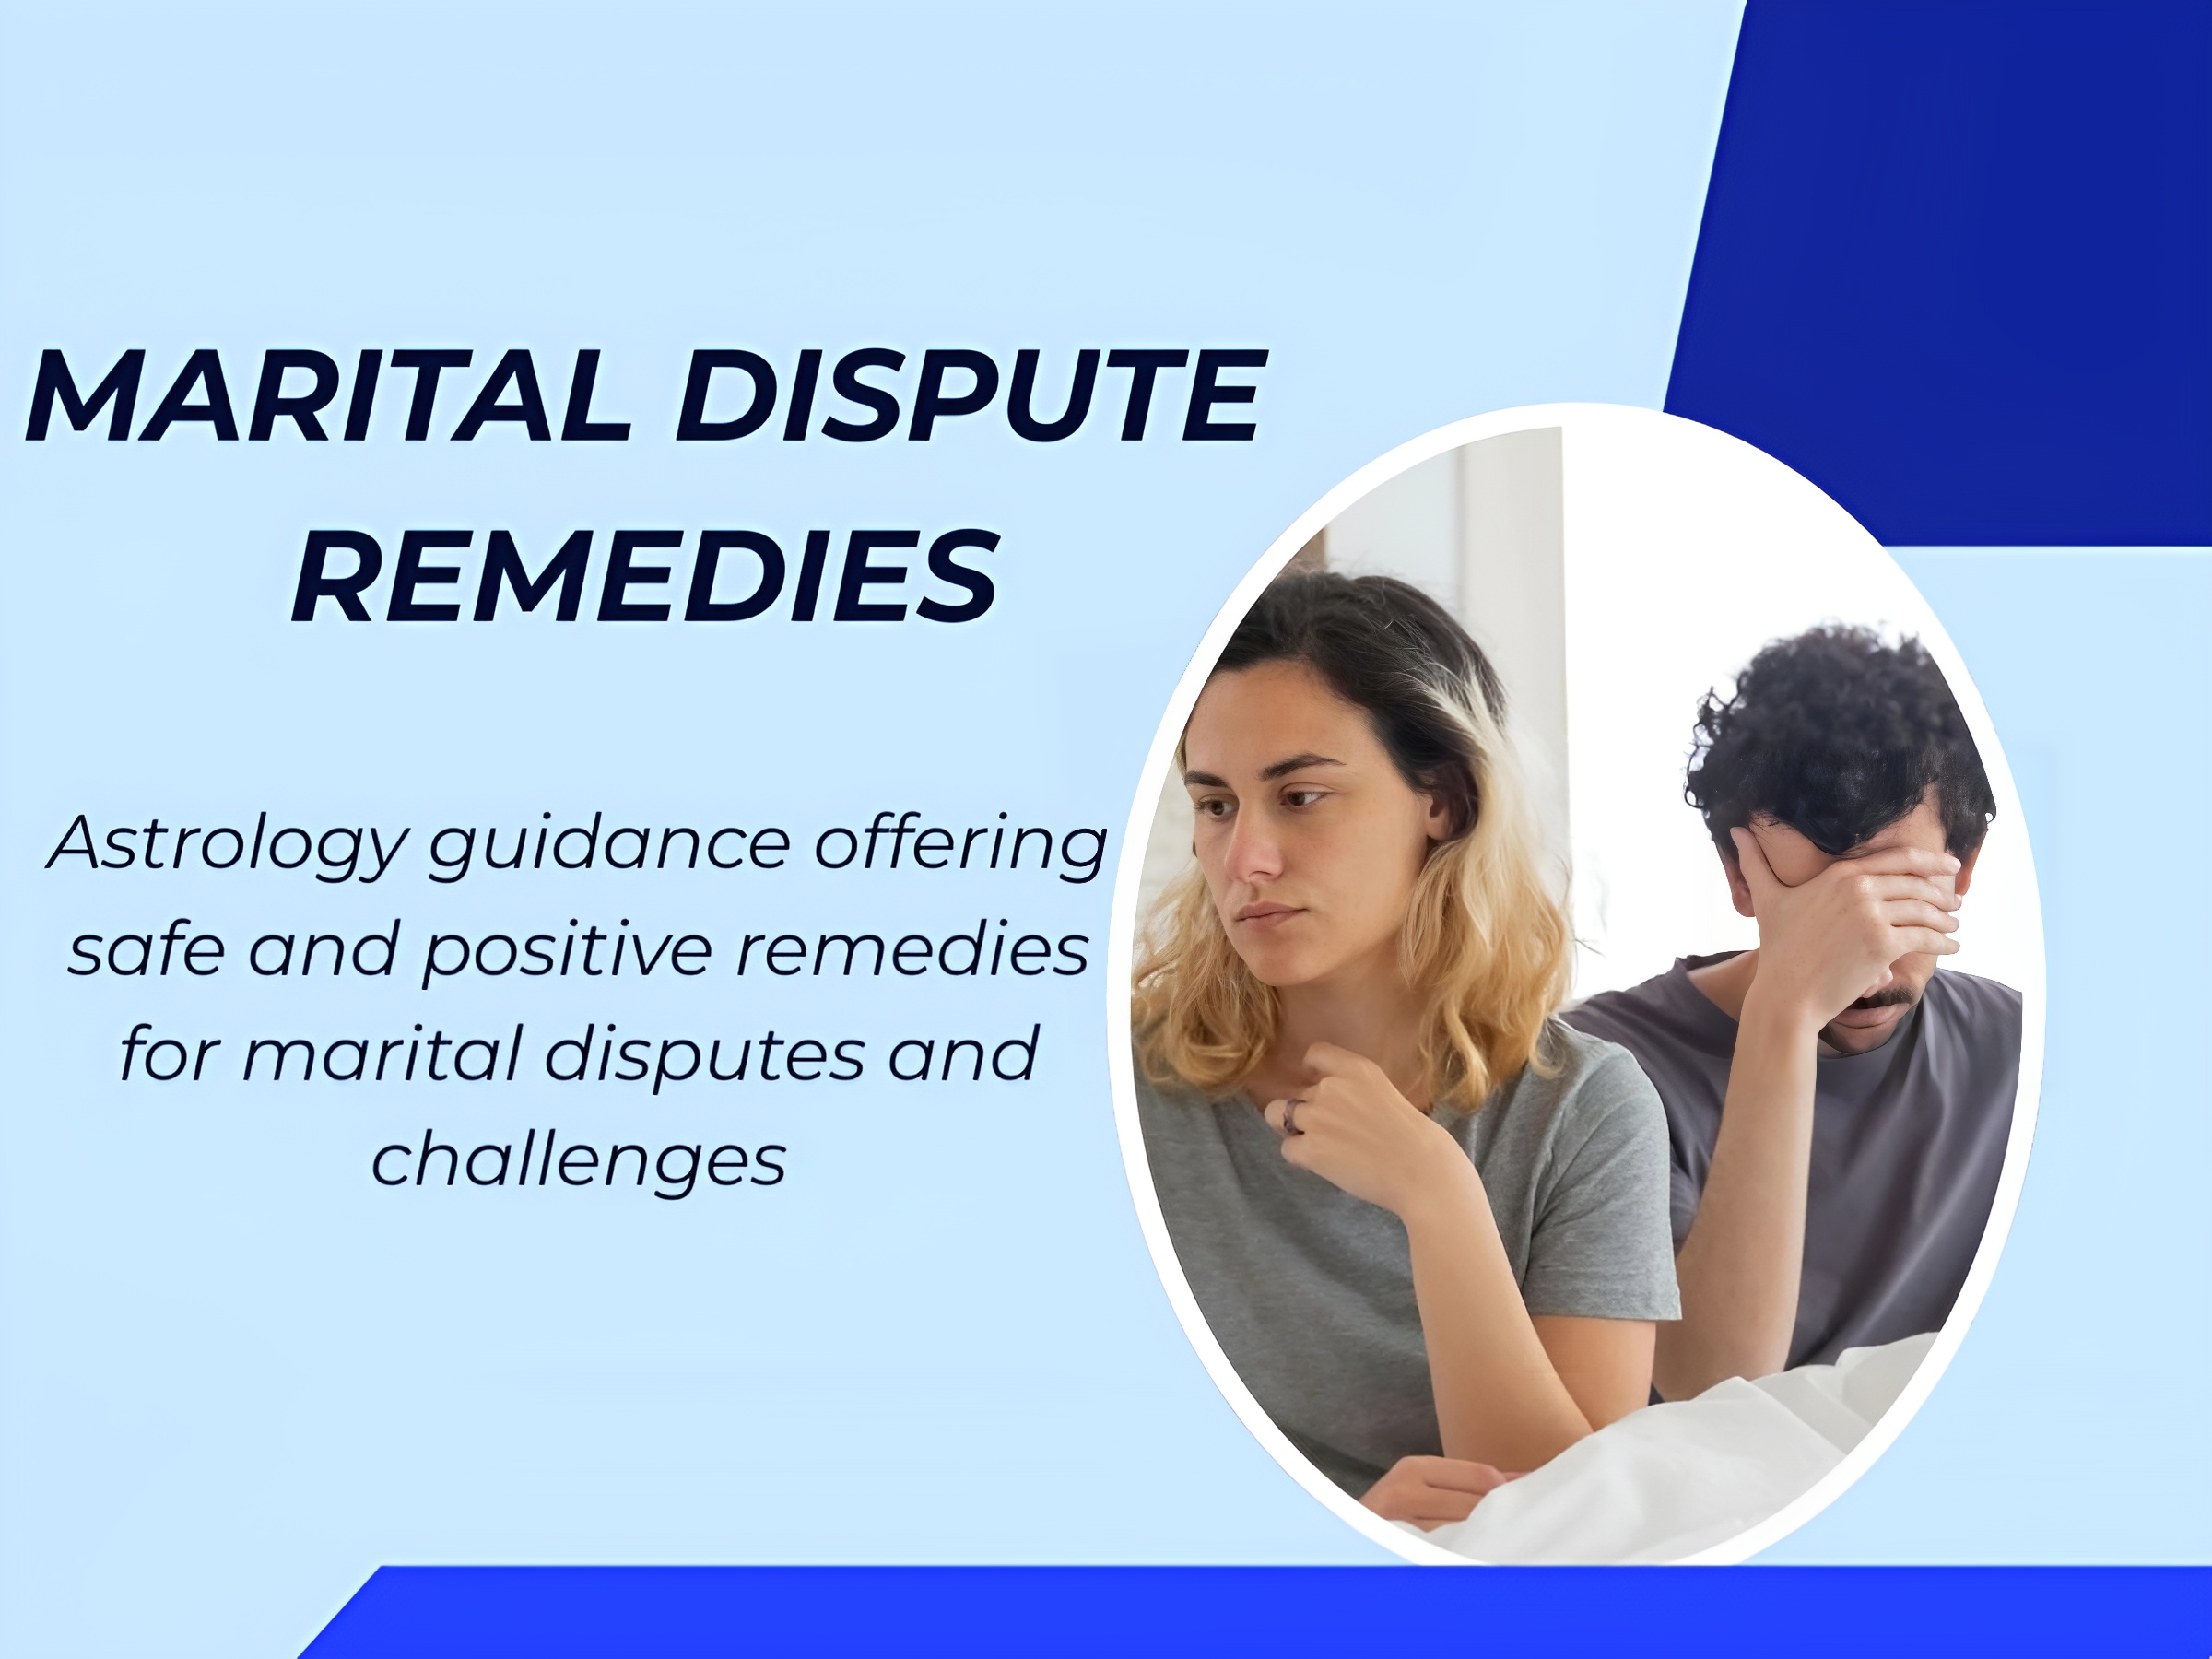 MARITAL DISPUTE
REMEDIES
Astrology guidance offering
safe and positive remedies
for marital disputes and
challenges